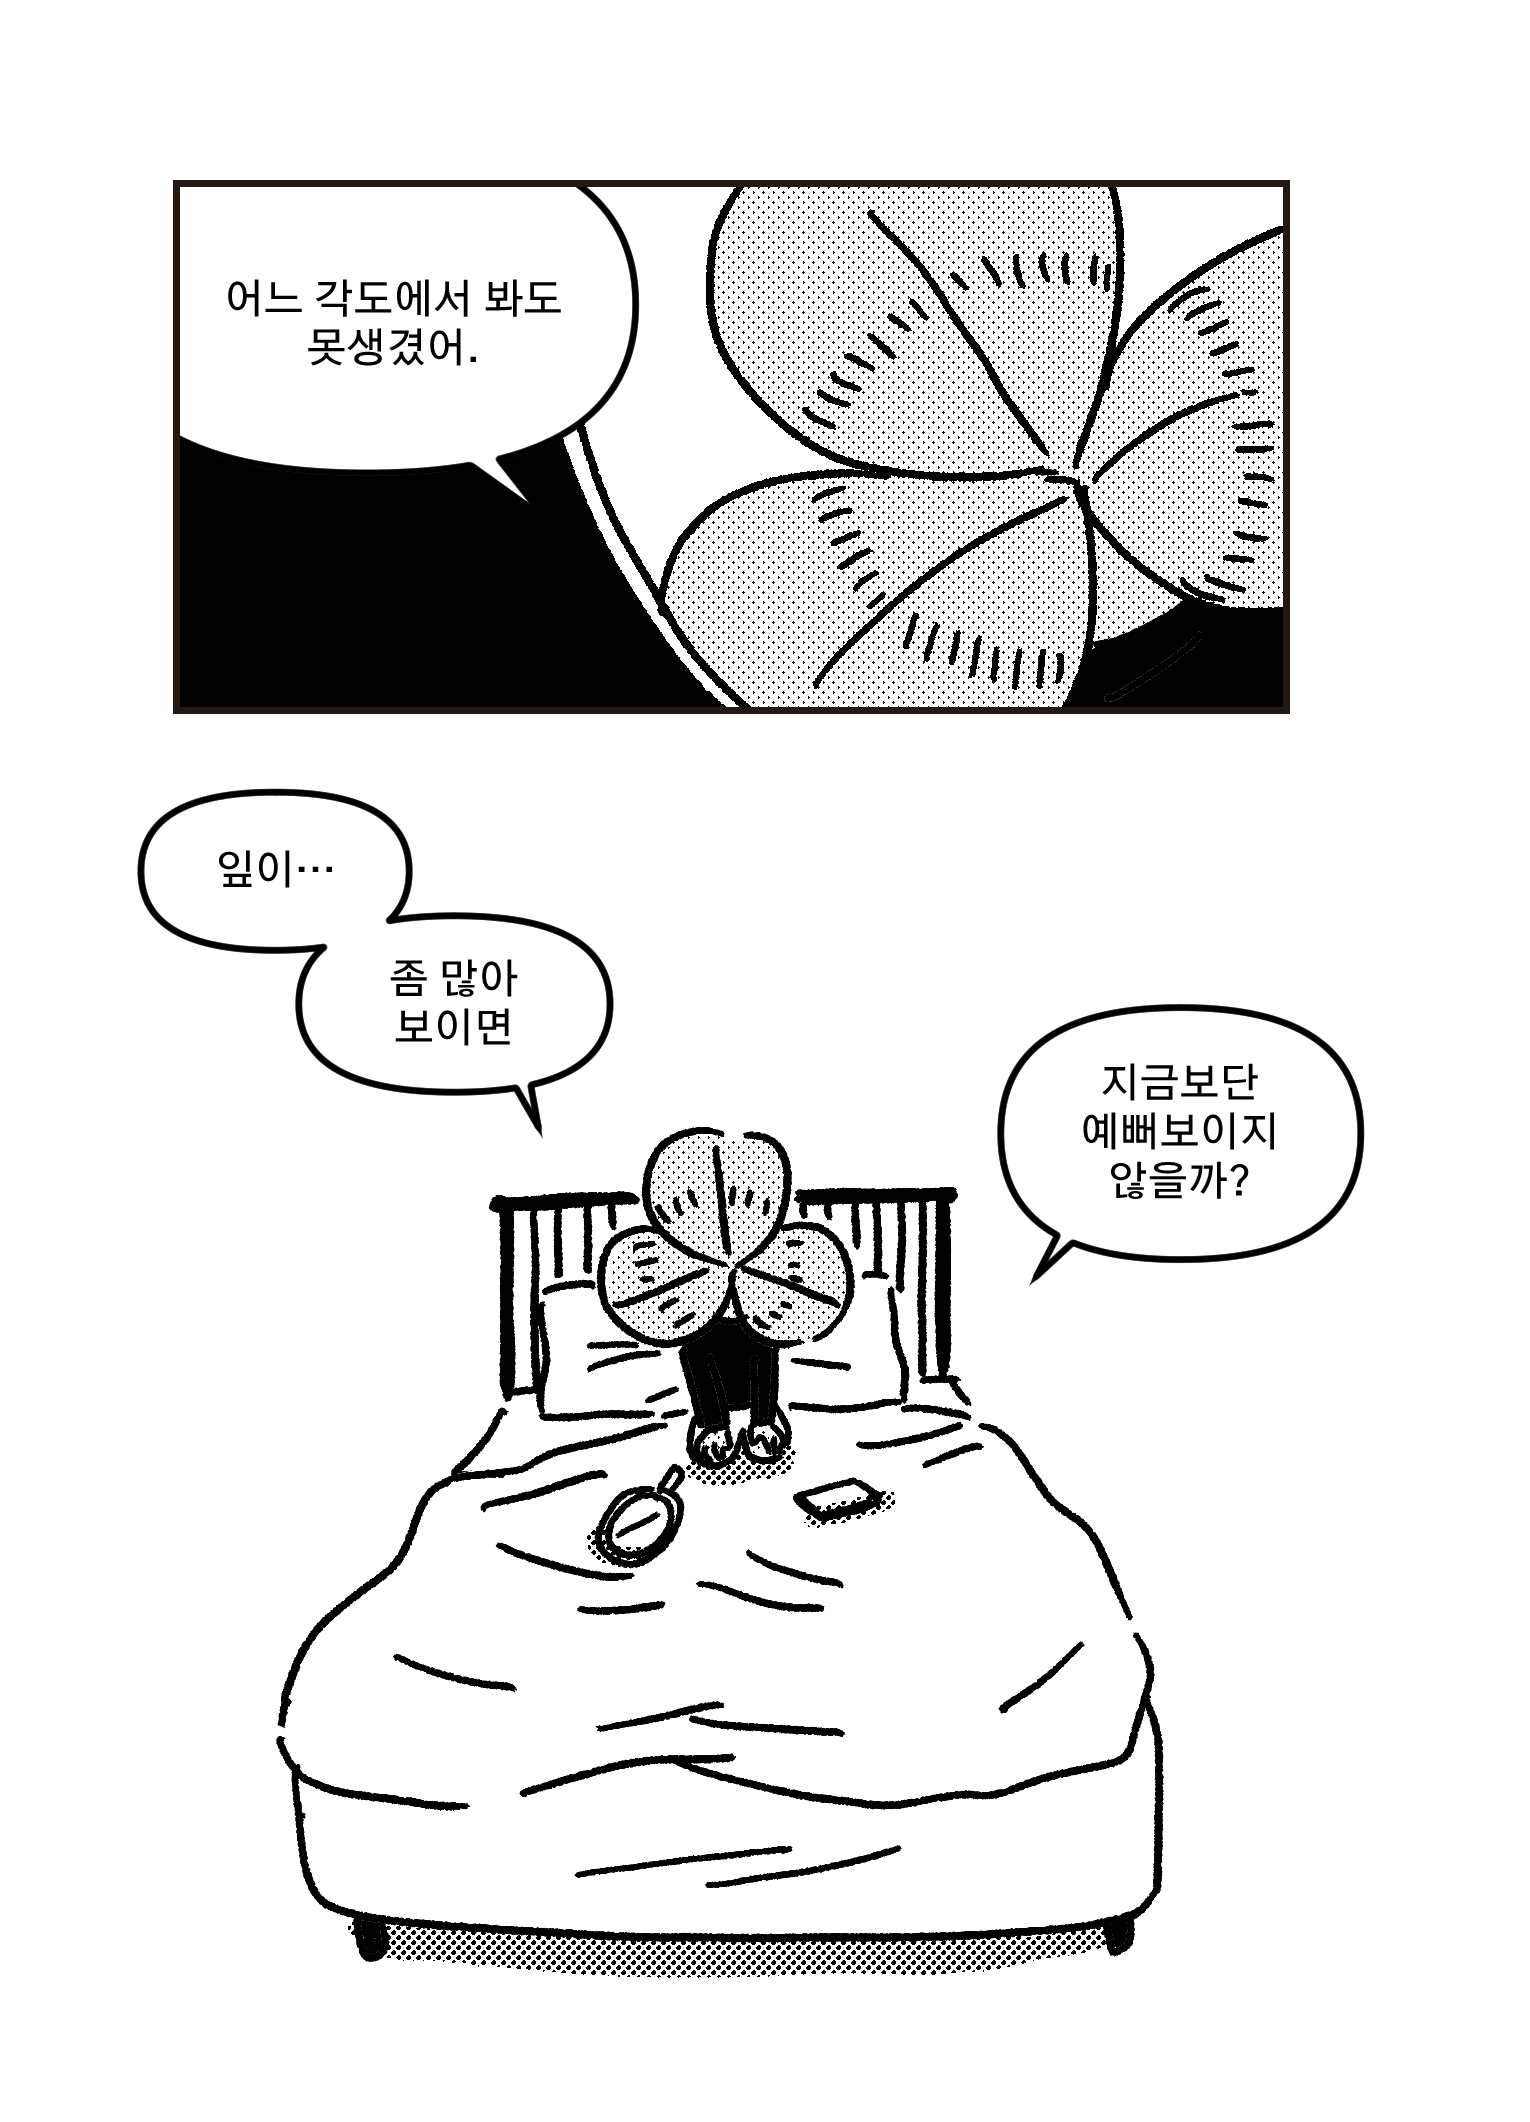 어느 각도에서 봐도
못생겼어.
잎이…
좀 많아
보이면
지금보단
예뻐보이지
않을까?